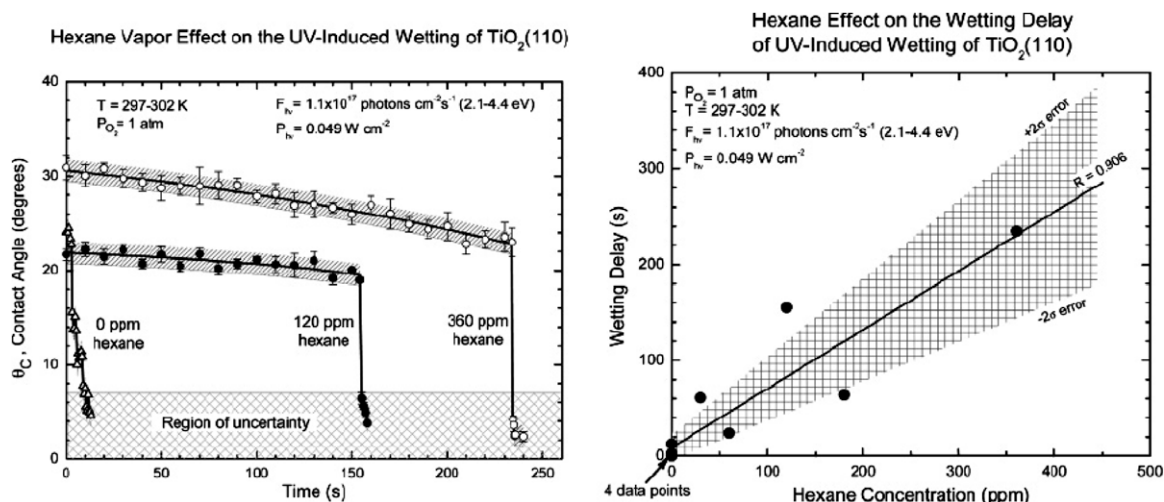 Hexane Vapor Effect on the UV-Induced Wetting of TiO₂(110)
40
30
20
10
0
θC , Contact Angle (degrees)
T = 297-302 K
PO₂= 1 atm
Fhν = 1.1x10¹⁷ photons cm⁻²s⁻¹ (2.1-4.4 eV)
Phν = 0.049 W cm⁻²
0 ppm
hexane
120 ppm
hexane
360 ppm
hexane
Region of uncertainty
0 50 100 150 200 250
Time (s)
Hexane Effect on the Wetting Delay
of UV-Induced Wetting of TiO₂(110)
400
300
200
100
0
Wetting Delay (s)
PO₂= 1 atm
T = 297-302 K
Fhν = 1.1x10¹⁷ photons cm⁻²s⁻¹ (2.1-4.4 eV)
Phν = 0.049 W cm⁻²
+2σ error
R = 0.906
-2σ error
0 100 200 300 400 500
4 data points
Hexane Concentration (ppm)